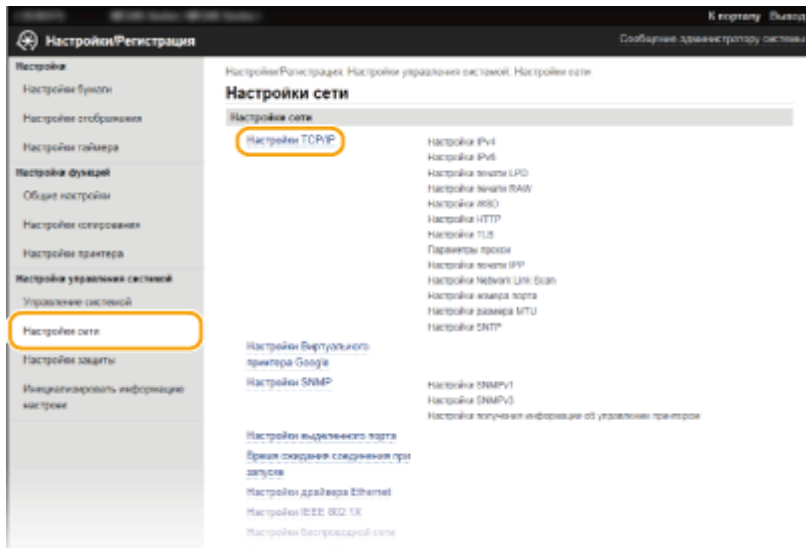 К порталу Выход
Настройки/Регистрация
Сообщение администратору системы
Настройки
Настройки бумаги
Настройки отображения
Настройки таймера
Настройки функций
Общие настройки
Настройки копирования
Настройки принтера
Настройки управления системой
Управление системой
Настройки сети
Настройки защиты
Инициализировать информацию
настроек
Настройки/Регистрация: Настройки управления системой: Настройки сети
Настройки сети
Настройки сети
Настройки TCP/IP
Настройки IPv4
Настройки IPv6
Настройки печати LPD
Настройки печати RAW
Настройки WSD
Настройки HTTP
Настройки TLS
Параметры прокси
Настройки печати IPP
Настройки Network Link Scan
Настройки номера порта
Настройки размера MTU
Настройки SNTP
Настройки Виртуального
принтера Google
Настройки SNMP
Настройки SNMPv1
Настройки SNMPv3
Настройки получения информации об управлении принтером
Настройки выделенного порта
Время ожидания соединения при
запуске
Настройки драйвера Ethernet
Настройки IEEE 802.1X
Настройки беспроводной сети